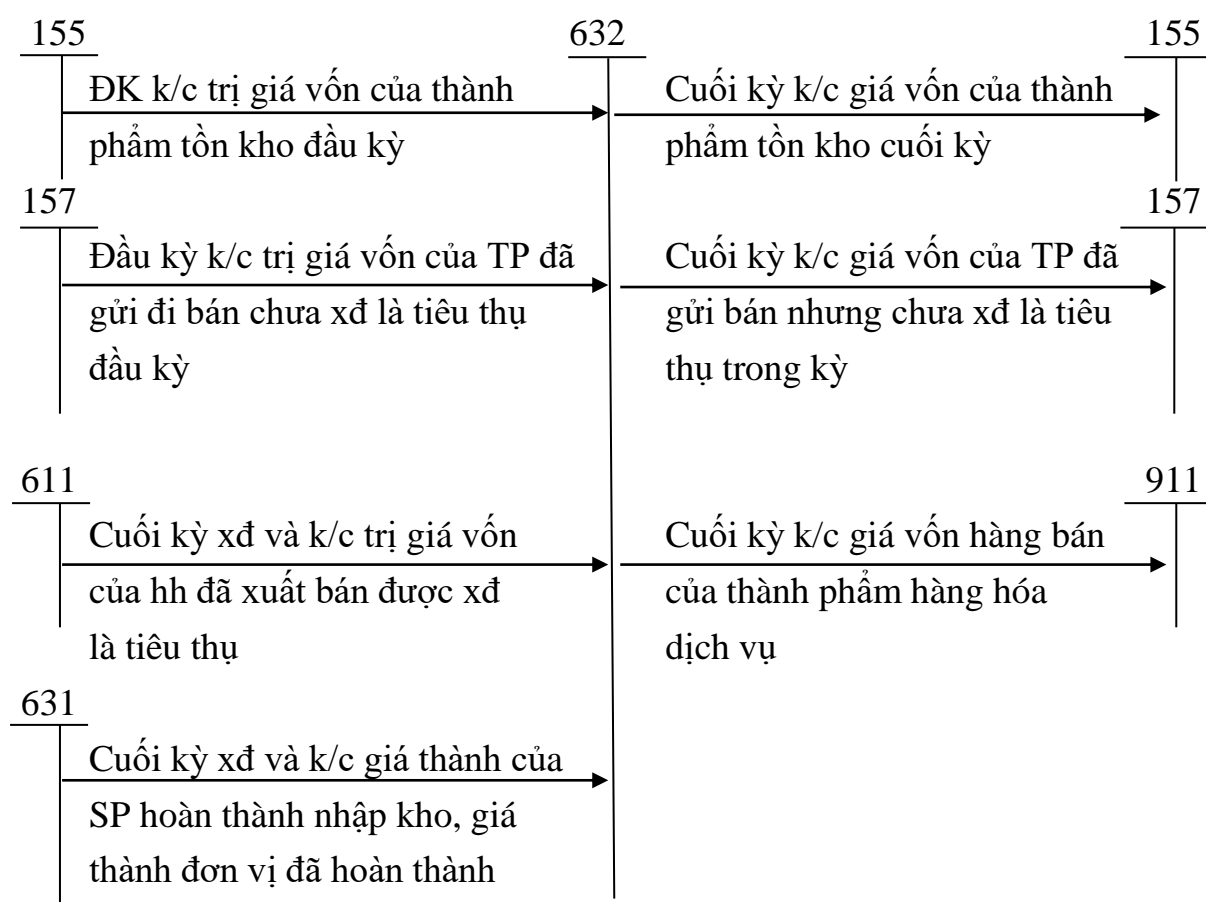 155 632 155
ĐK k/c trị giá vốn của thành
phẩm tồn kho đầu kỳ
Cuối kỳ k/c giá vốn của thành
phẩm tồn kho cuối kỳ
157 157
Đầu kỳ k/c trị giá vốn của TP đã
gửi đi bán chưa xđ là tiêu thụ
đầu kỳ
Cuối kỳ k/c giá vốn của TP đã
gửi bán nhưng chưa xđ là tiêu
thụ trong kỳ
611 911
Cuối kỳ xđ và k/c trị giá vốn
của hh đã xuất bán được xđ
là tiêu thụ
Cuối kỳ k/c giá vốn hàng bán
của thành phẩm hàng hóa
dịch vụ
631
Cuối kỳ xđ và k/c giá thành của
SP hoàn thành nhập kho, giá
thành đơn vị đã hoàn thành